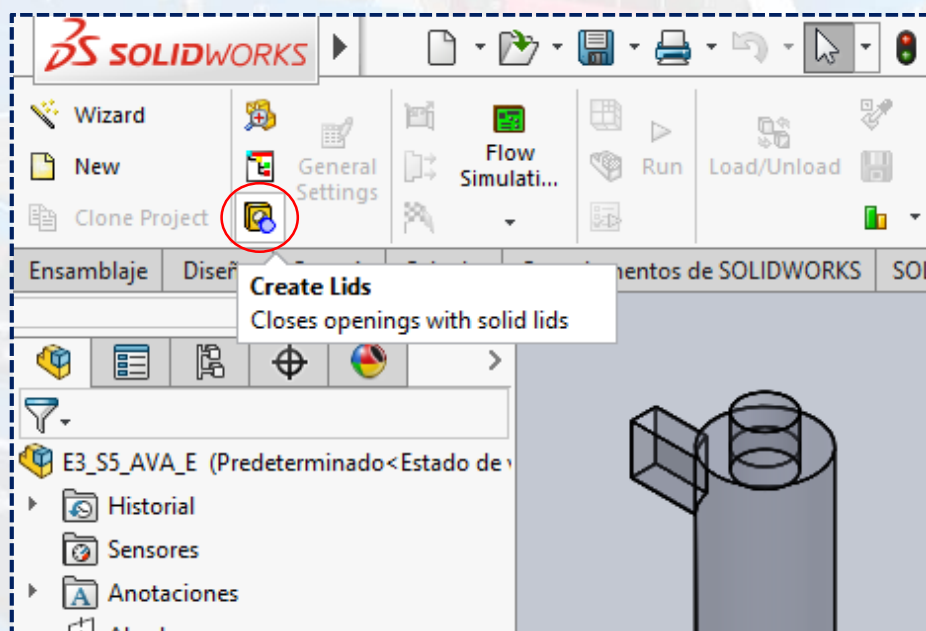 SOLIDWORKS
Wizard
New
Clone Project
General
Settings
Flow
Simulati...
Run
Load/Unload
Ensamblaje
de SOLIDWORKS
Create Lids
Closes openings with solid lids
E3_S5_AVA_E (Predeterminado<Estado de
Historial
Sensores
Anotaciones